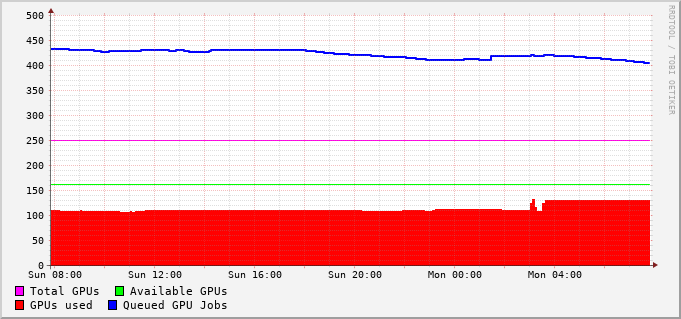 500
450
400
350
300
250
200
150
100
50
0
Sun 08:00 Sun 12:00 Sun 16:00 Sun 20:00 Mon 00:00 Mon 04:00
Total GPUs Available GPUs
GPUs used Queued GPU Jobs
RRDTOOL / TOBI OETIKER